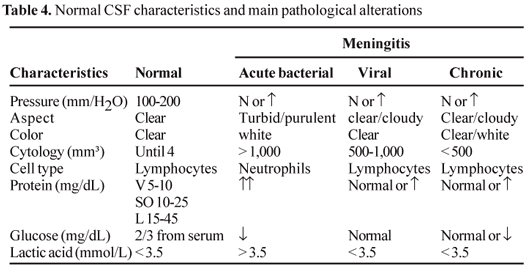 Table 4. Normal CSF characteristics and main pathological alterations
Meningitis
Characteristics Normal Acute bacterial Viral Chronic
Pressure (mm/H2O) 100-200 N or ↑ N or ↑ N or ↑
Aspect Clear Turbid/purulent clear/cloudy Clear/cloudy
Color Clear white Clear Clear/white
Cytology (mm³) Until 4 >1,000 500-1,000 <500
Cell type Lymphocytes Neutrophils Lymphocytes Lymphocytes
Protein (mg/dL) V 5-10 ↑↑ Normal or ↑ Normal or ↑
SO 10-25
L 15-45
Glucose (mg/dL) 2/3 from serum ↓ Normal Normal or ↓
Lactic acid (mmol/L) <3.5 >3.5 <3.5 <3.5